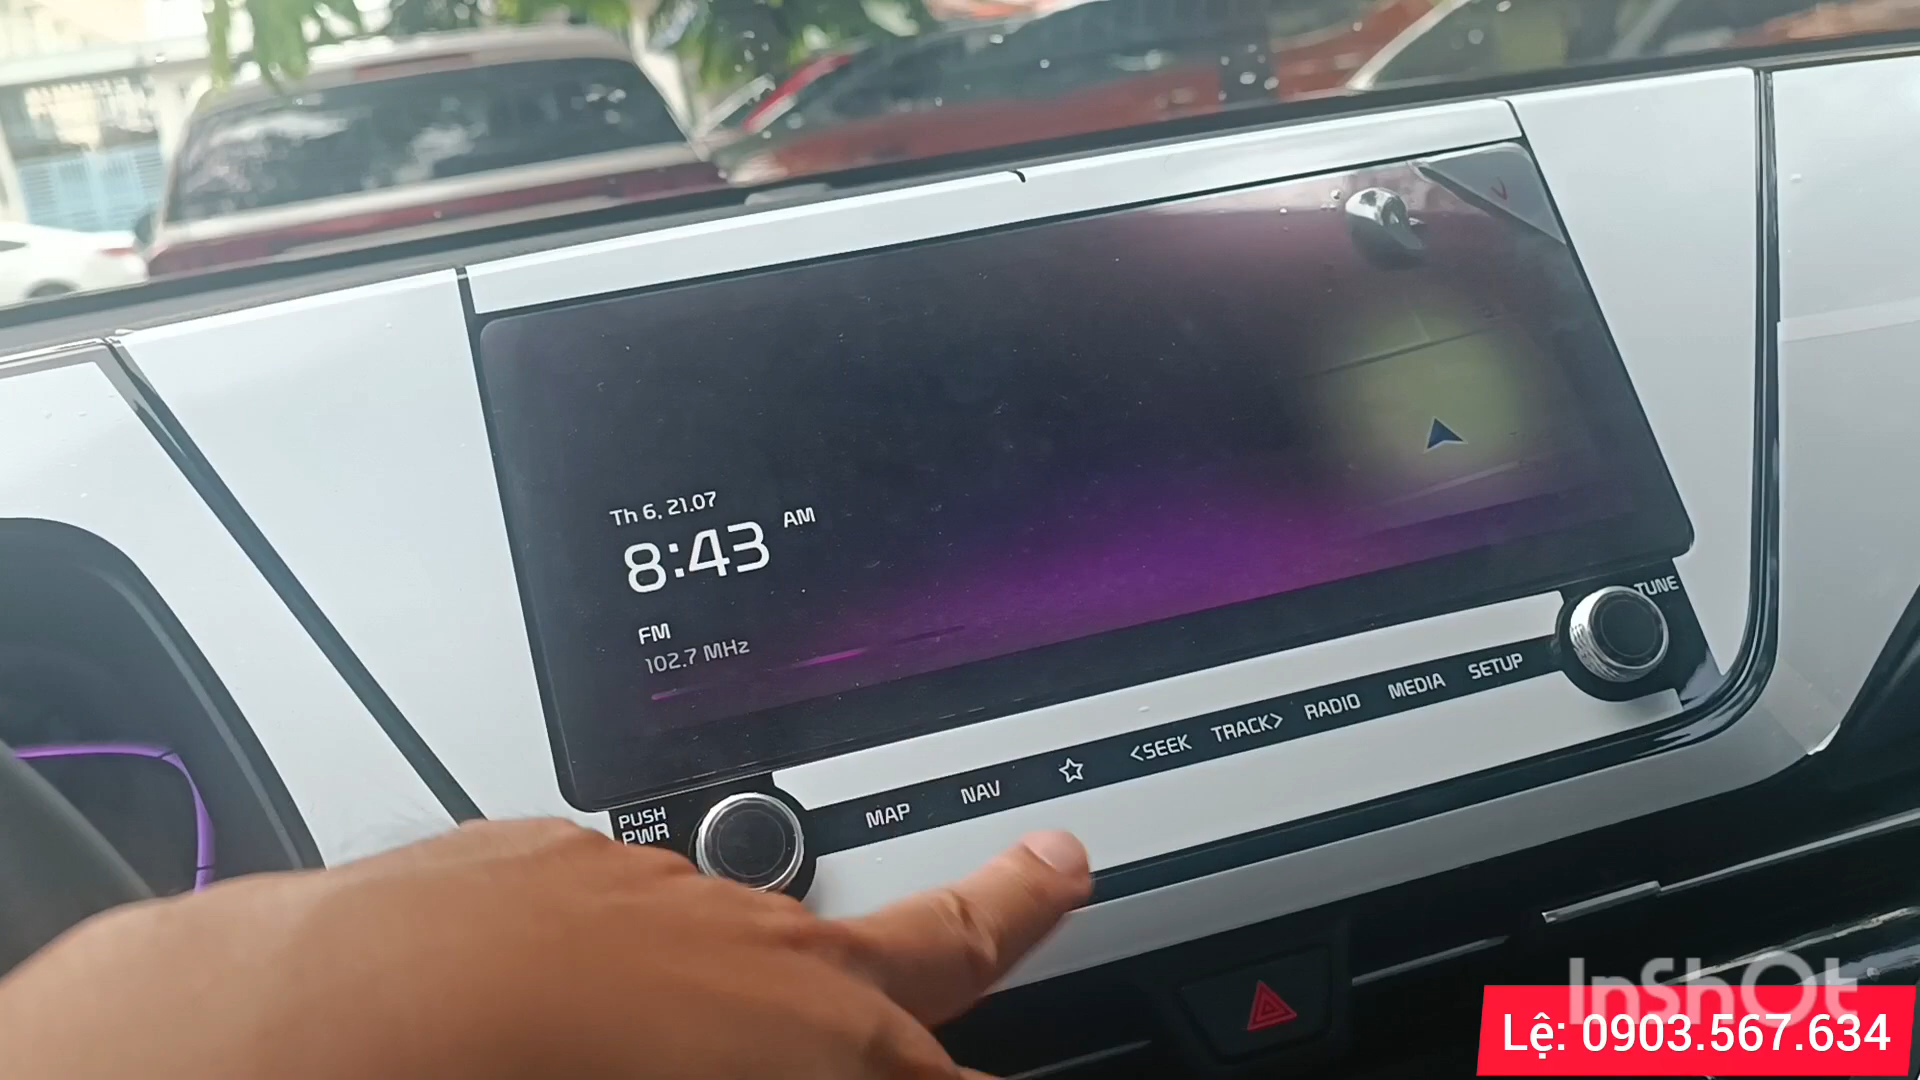 Th 6, 21.07
8:43 AM
FM
102.7 MHz
TUNE
PUSH
PWR
MAP NAV <SEEK TRACK> RADIO MEDIA SETUP
InShOt
Lệ: 0903.567.634